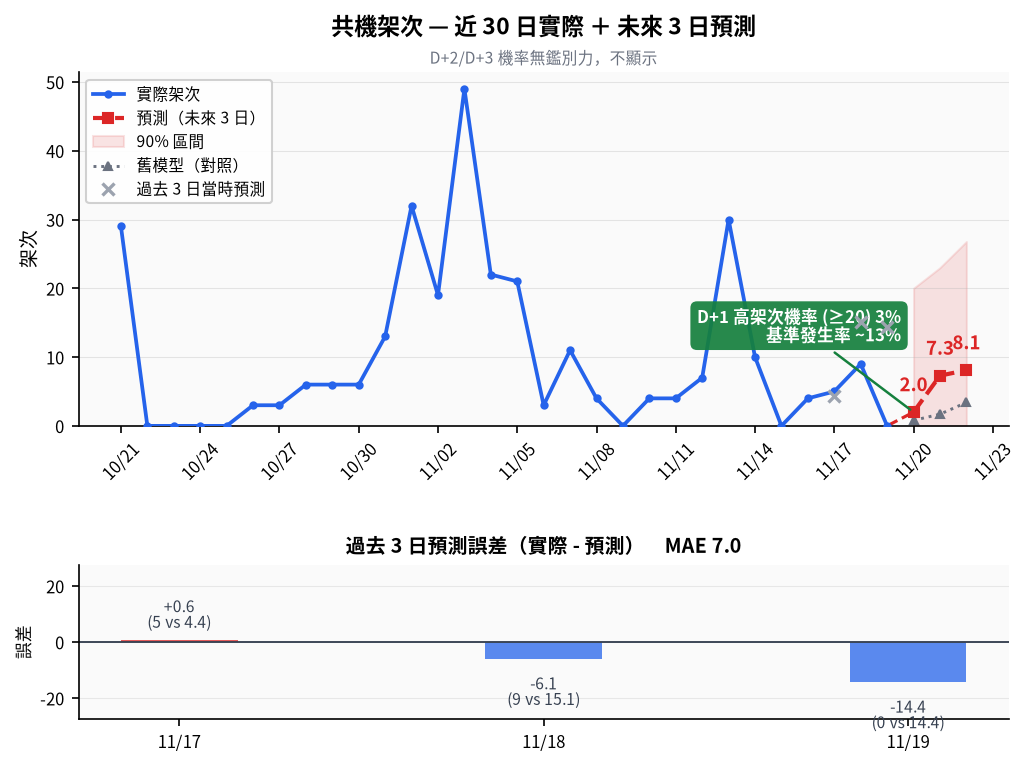 共機架次 — 近 30 日實際 ＋ 未來 3 日預測
D+2/D+3 機率無鑑別力，不顯示
架次
50
40
30
20
10
0
實際架次
預測（未來 3 日）
90% 區間
舊模型（對照）
過去 3 日當時預測
D+1 高架次機率 (≥20) 3%
基準發生率 ~13%
2.0
7.3
8.1
10/21
10/24
10/27
10/30
11/02
11/05
11/08
11/11
11/14
11/17
11/20
11/23
過去 3 日預測誤差（實際 - 預測） MAE 7.0
誤差
20
0
-20
+0.6
(5 vs 4.4)
-6.1
(9 vs 15.1)
-14.4
(0 vs 14.4)
11/17
11/18
11/19